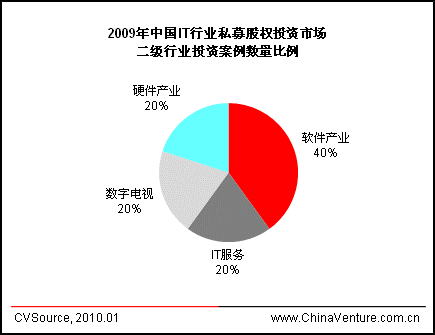 2009年中国IT行业私募股权投资市场
二级行业投资案例数量比例
硬件产业
20%
软件产业
40%
数字电视
20%
IT服务
20%
CVSource, 2010.01
www.ChinaVenture.com.cn